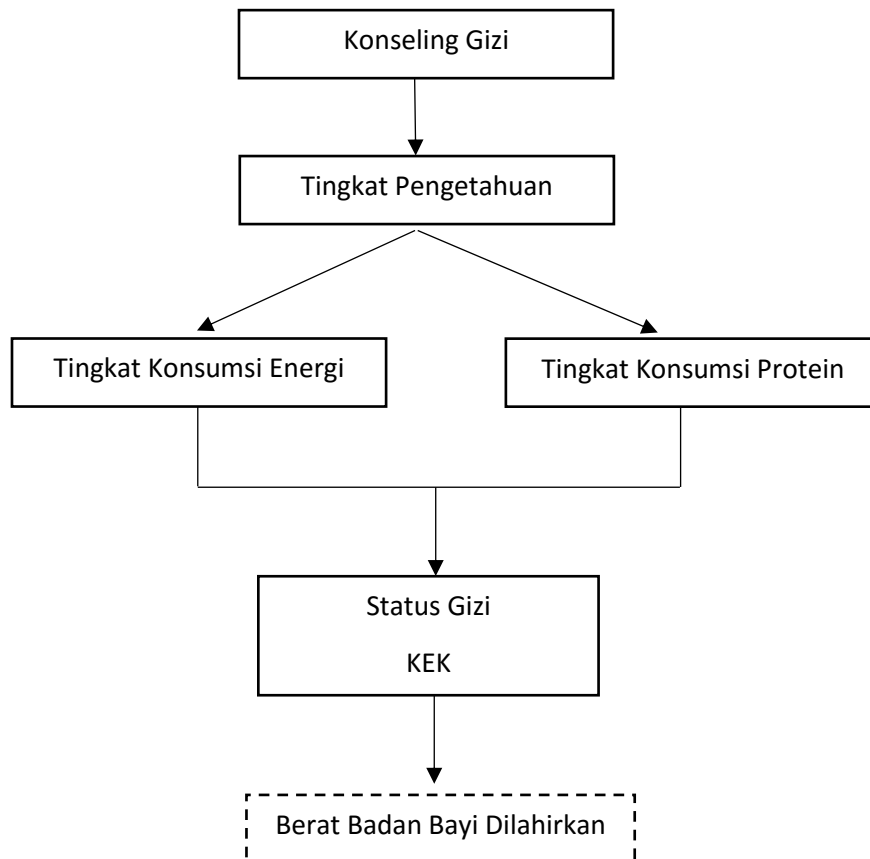 Konseling Gizi
Tingkat Pengetahuan
Tingkat Konsumsi Energi
Tingkat Konsumsi Protein
Status Gizi
KEK
Berat Badan Bayi Dilahirkan